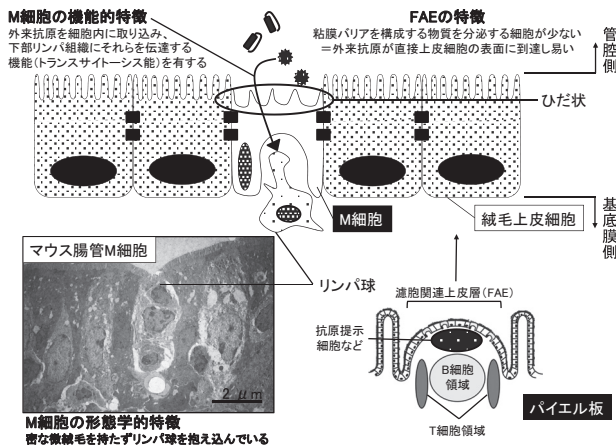 M細胞の機能的特徴
外来抗原を細胞内に取り込み、
下部リンパ組織にそれらを伝達する
機能(トランスサイトーシス能)を有する
FAEの特徴
粘膜バリアを構成する物質を分泌する細胞が少ない
=外来抗原が直接上皮細胞の表面に到達し易い
管腔側
ひだ状
M細胞
絨毛上皮細胞
基底膜側
マウス腸管M細胞
リンパ球
2 μm
M細胞の形態学的特徴
密な微絨毛を持たずリンパ球を抱え込んでいる
濾胞関連上皮層(FAE)
抗原提示
細胞など
B細胞
領域
T細胞領域
パイエル板